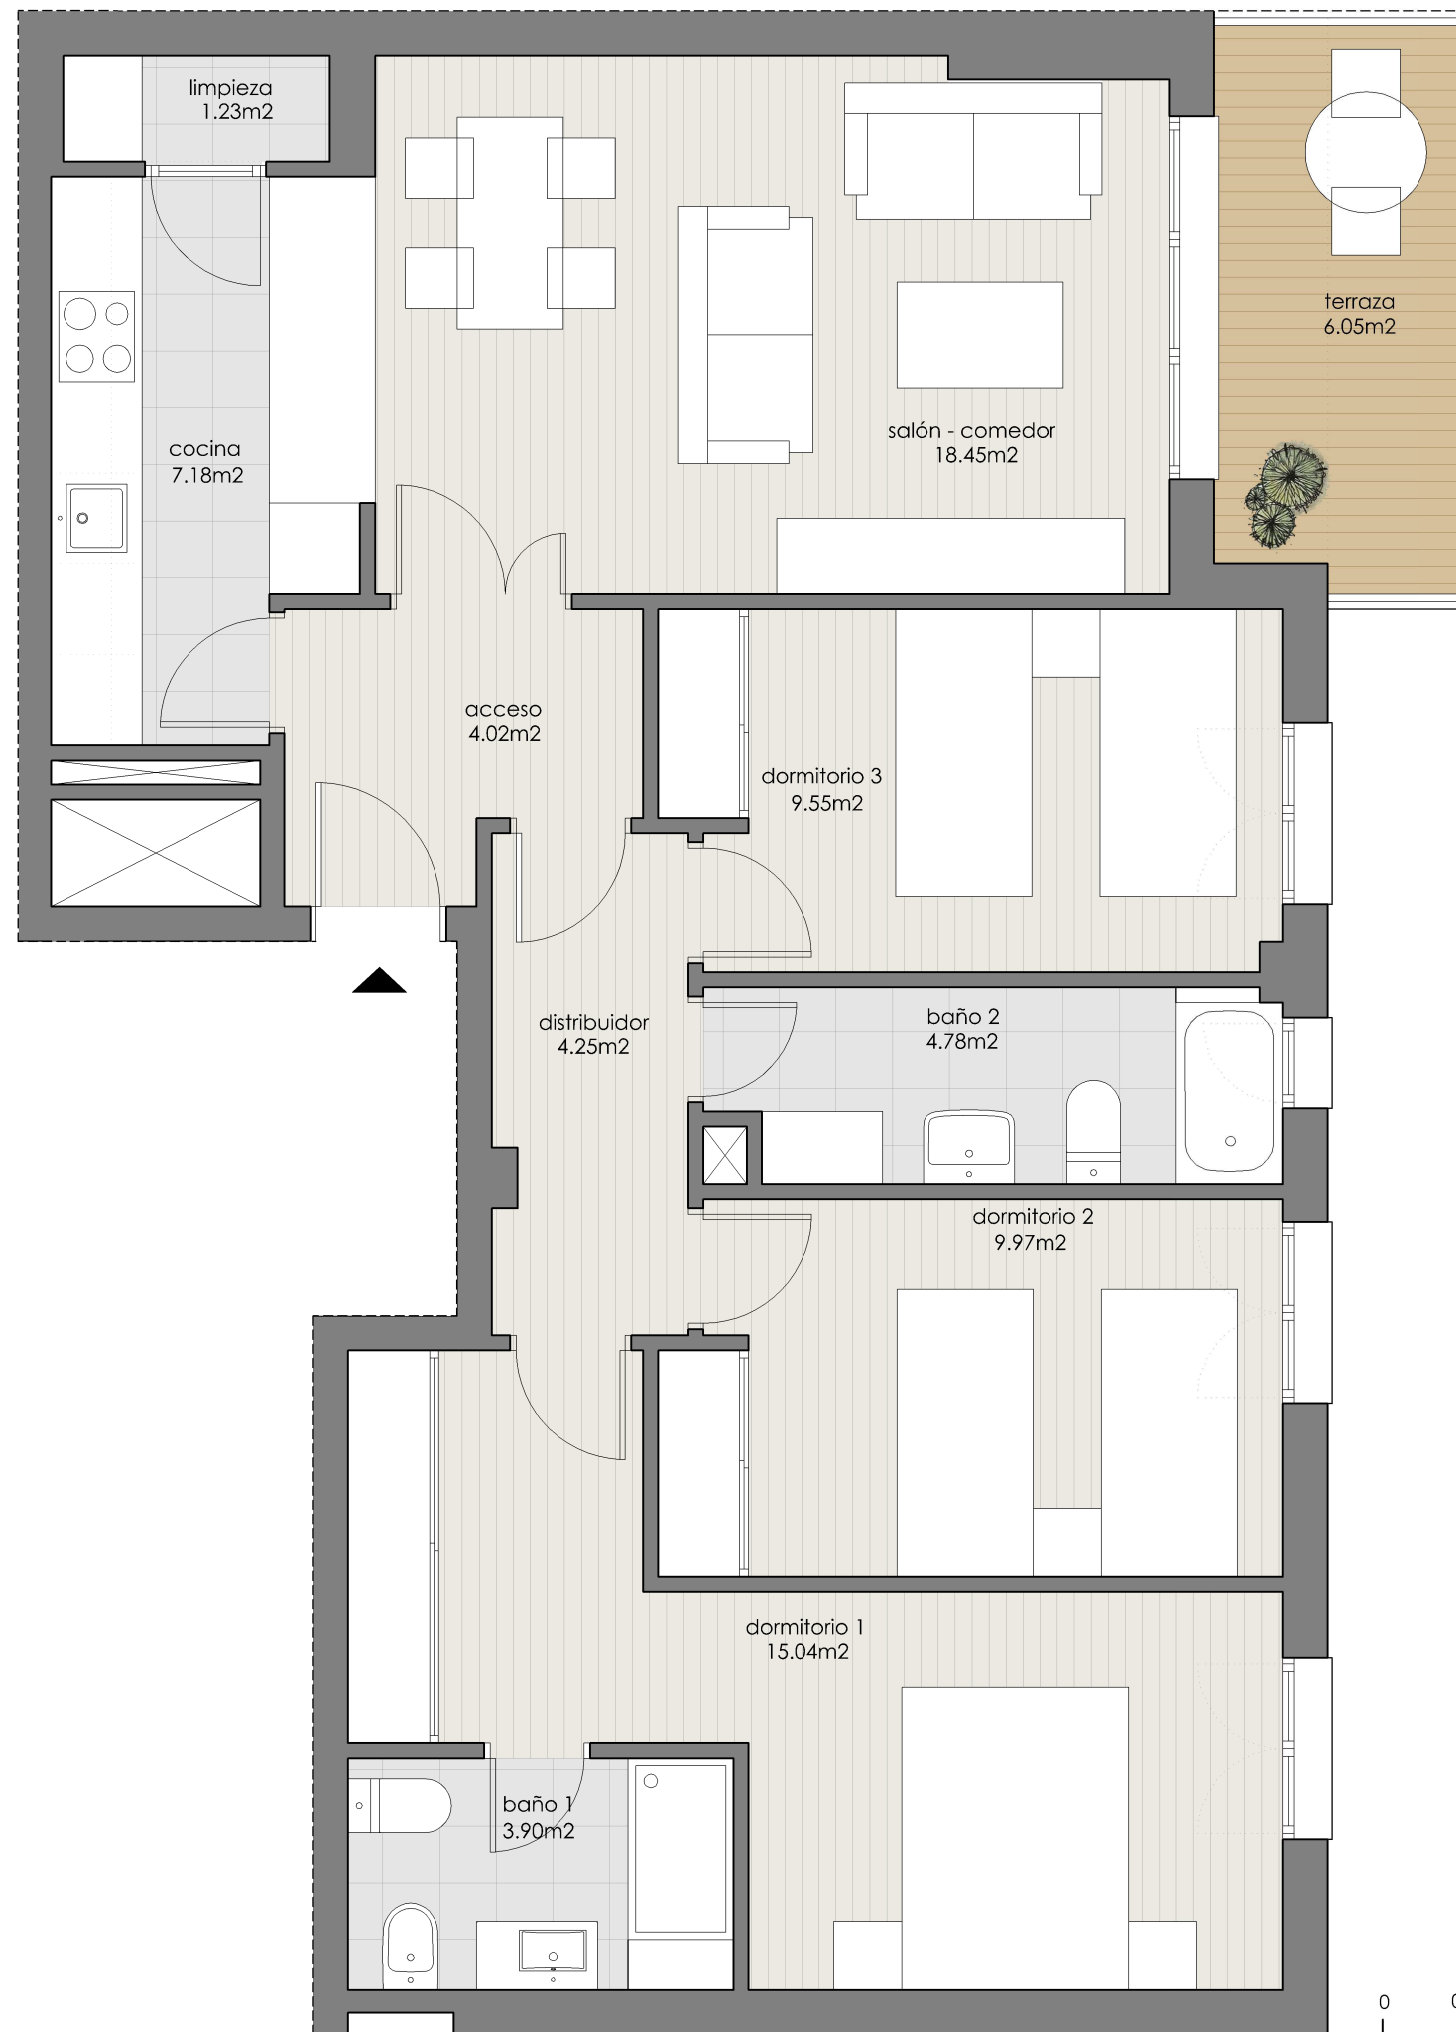 limpieza
1.23m2
terraza
6.05m2
salón - comedor
18.45m2
cocina
7.18m2
acceso
4.02m2
dormitorio 3
9.55m2
distribuidor
4.25m2
baño 2
4.78m2
dormitorio 2
9.97m2
dormitorio 1
15.04m2
baño 1
3.90m2
0